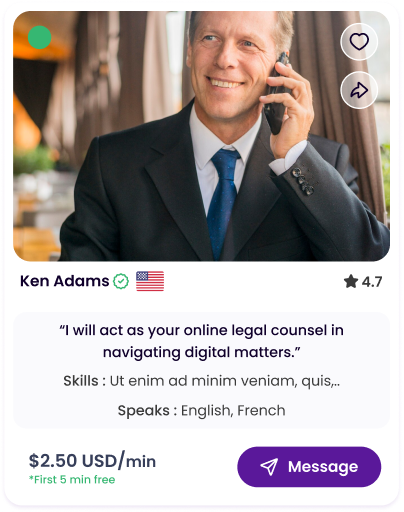 Ken Adams
4.7
“I will act as your online legal counsel in
navigating digital matters.”
Skills : Ut enim ad minim veniam, quis,..
Speaks : English, French
$2.50 USD/min
*First 5 min free
Message